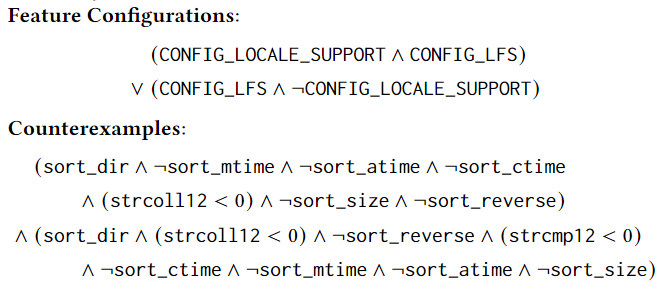 Feature Configurations:
(CONFIG_LOCALE_SUPPORT ∧ CONFIG_LFS)
∨ (CONFIG_LFS ∧ ¬CONFIG_LOCALE_SUPPORT)
Counterexamples:
(sort_dir ∧ ¬sort_mtime ∧ ¬sort_atime ∧ ¬sort_ctime
∧ (strcoll12 < 0) ∧ ¬sort_size ∧ ¬sort_reverse)
∧ (sort_dir ∧ (strcoll12 < 0) ∧ ¬sort_reverse ∧ (strcmp12 < 0)
∧ ¬sort_ctime ∧ ¬sort_mtime ∧ ¬sort_atime ∧ ¬sort_size)